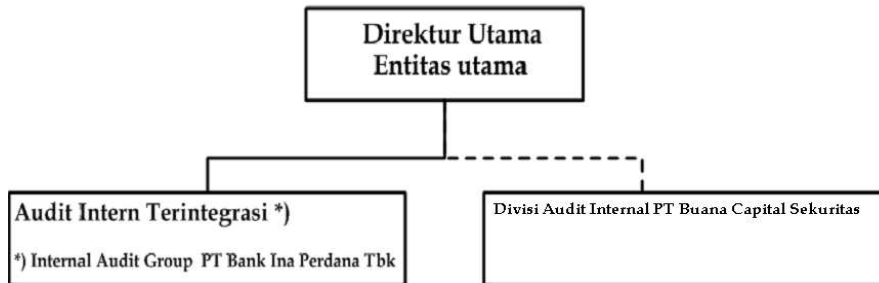 Direktur Utama
Entitas utama
Audit Intern Terintegrasi *)
*) Internal Audit Group PT Bank Ina Perdana Tbk
Divisi Audit Internal PT Buana Capital Sekuritas